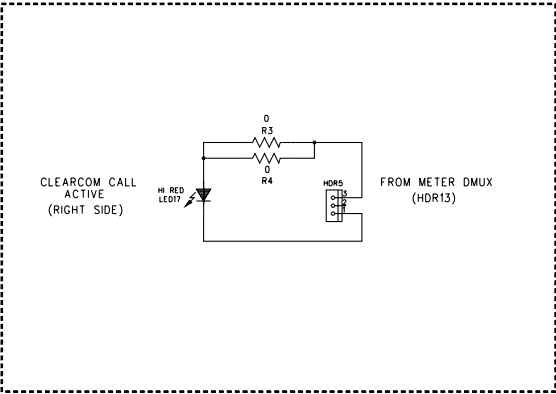 0
R3
0
R4
CLEARCOM CALL
ACTIVE
(RIGHT SIDE)
HI RED
LED17
HDR5
3
2
1
FROM METER DMUX
(HDR13)